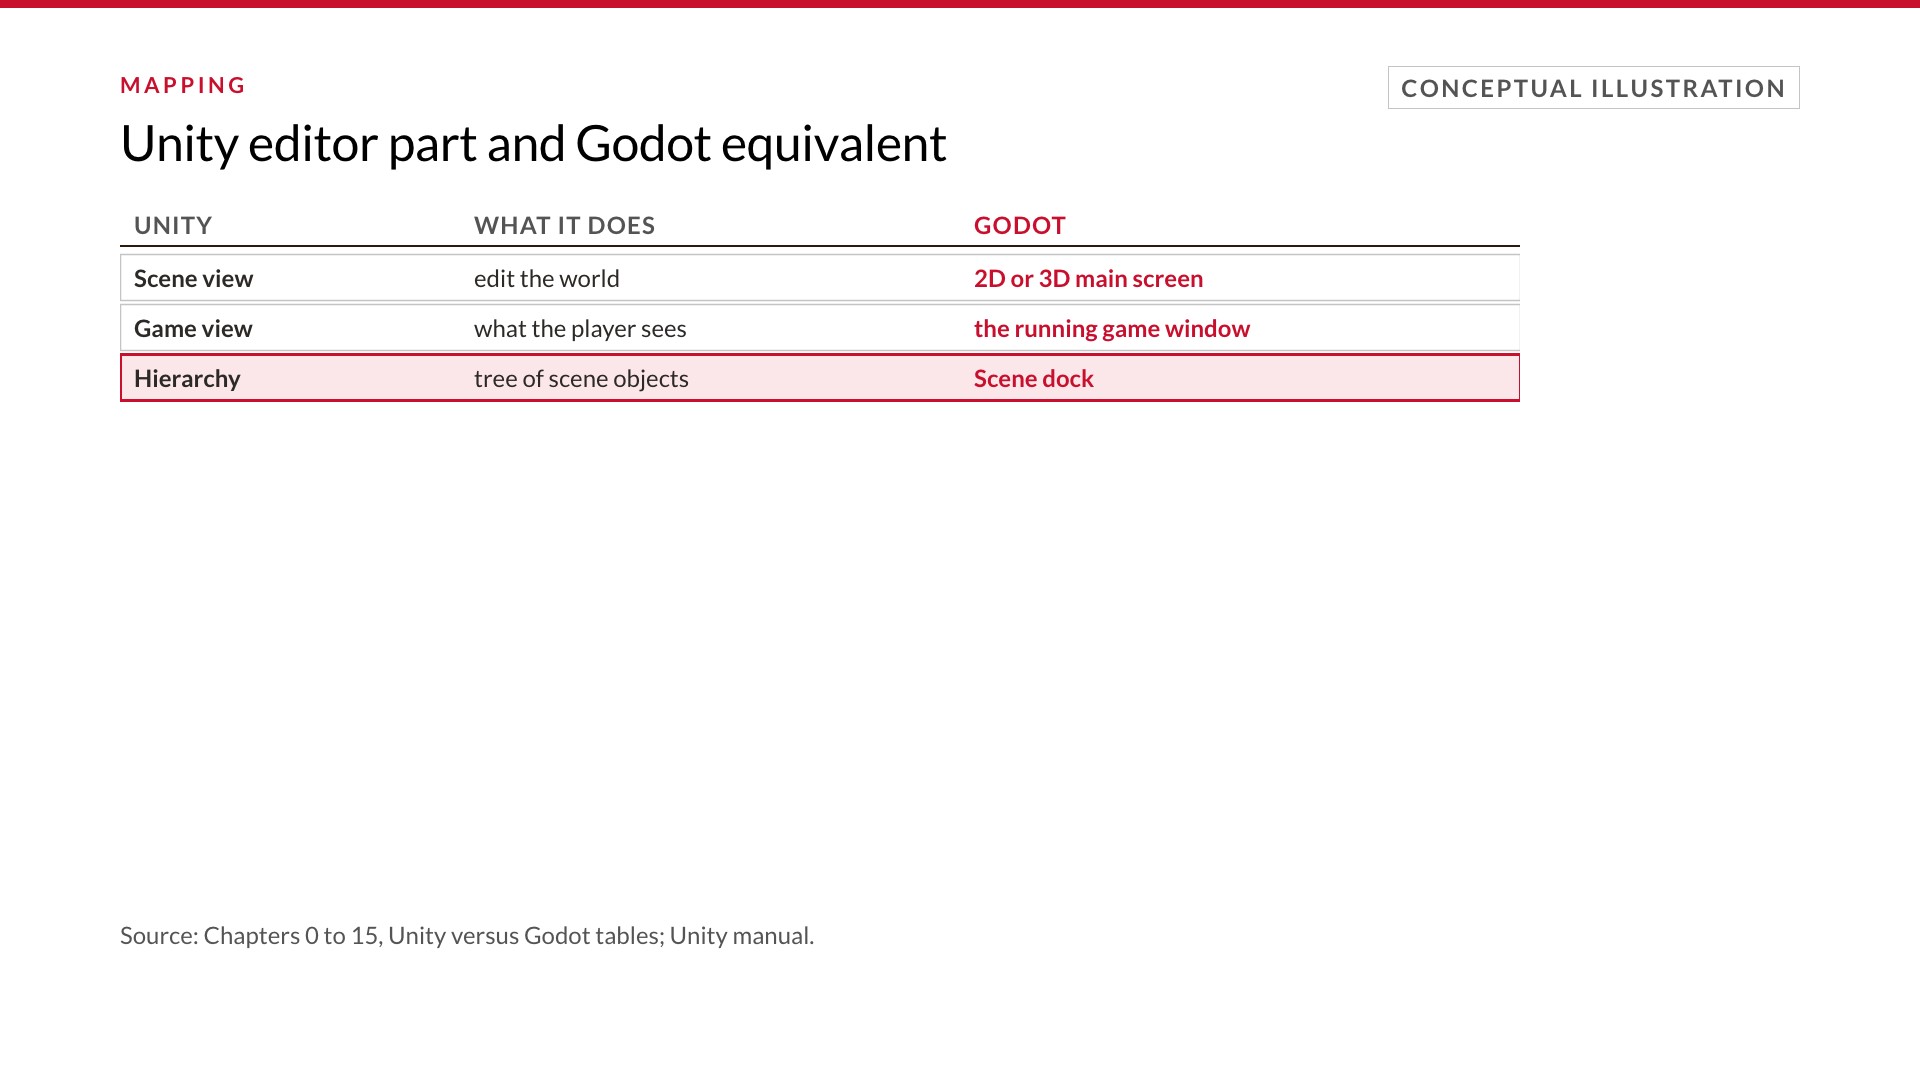 MAPPING
CONCEPTUAL ILLUSTRATION
Unity editor part and Godot equivalent
UNITY WHAT IT DOES GODOT
Scene view edit the world 2D or 3D main screen
Game view what the player sees the running game window
Hierarchy tree of scene objects Scene dock
Source: Chapters 0 to 15, Unity versus Godot tables; Unity manual.